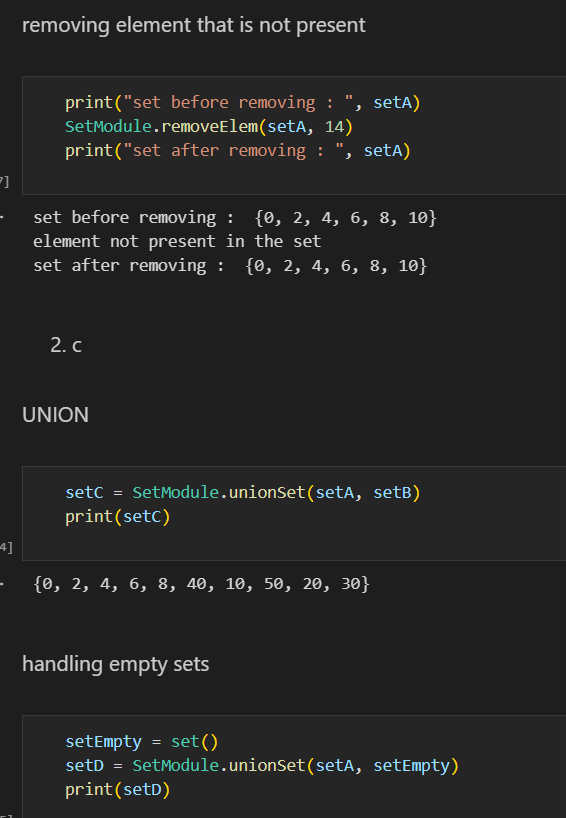 removing element that is not present
print("set before removing : ", setA)
SetModule.removeElem(setA, 14)
print("set after removing : ", setA)
7]
set before removing :  {0, 2, 4, 6, 8, 10}
element not present in the set
set after removing :  {0, 2, 4, 6, 8, 10}
2. c
UNION
setC = SetModule.unionSet(setA, setB)
print(setC)
4]
{0, 2, 4, 6, 8, 40, 10, 50, 20, 30}
handling empty sets
setEmpty = set()
setD = SetModule.unionSet(setA, setEmpty)
print(setD)